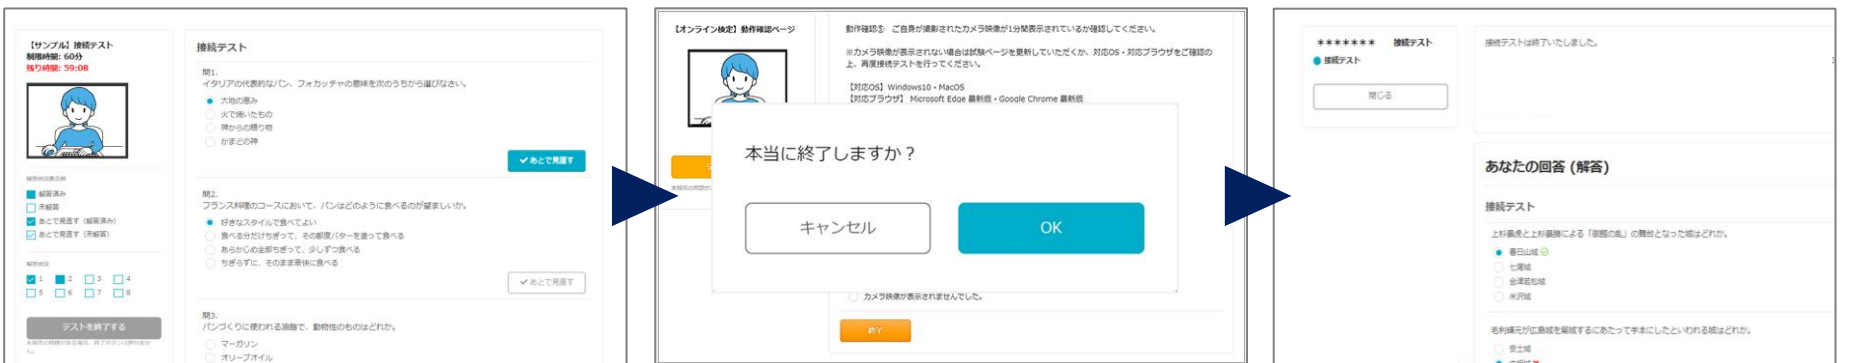 【サンプル】接続テスト
制限時間: 60分
残り時間: 59:08
解答済み
未解答
あとで見直す（解答済み）
あとで見直す（未解答）
1 2 3 4
5 6 7 8
テストを終了する
接続テスト
問1.
イタリアの代表的なパン、フォカッチャの意味を次のうちから選びなさい。
大地の恵み
火で焼いたもの
神からの贈り物
かまどの神
あとで見直す
問2.
フランス料理のコースにおいて、パンはどのように食べるのが望ましいか。
好きなスタイルで食べてよい
食べる分だけちぎって、その都度バターを塗って食べる
あらかじめ全部ちぎって、少しずつ食べる
ちぎらずに、そのまま豪快に食べる
あとで見直す
問3.
パンづくりに使われる油脂で、動物性のものはどれか。
マーガリン
オリーブオイル
【オンライン検定】動作確認ページ
動作確認⑤ ご自身が撮影されたカメラ映像が1分間表示されているか確認してください。
※カメラ映像が表示されない場合は試験ページを更新していただくか、対応OS・対応ブラウザをご確認の
上、再度接続テストを行ってください。
【対応OS】Windows10・MacOS
【対応ブラウザ】 Microsoft Edge 最新版・Google Chrome 最新版
本当に終了しますか？
キャンセル
OK
カメラ映像が表示されませんでした。
終了
******* 接続テスト
接続テスト
閉じる
接続テストは終了いたしました。
あなたの回答 (解答)
接続テスト
上杉景虎と上杉景勝による「御館の乱」の舞台となった城はどれか。
春日山城
七尾城
会津若松城
米沢城
毛利輝元が広島城を築城するにあたって手本にしたといわれる城はどれか。
安土城